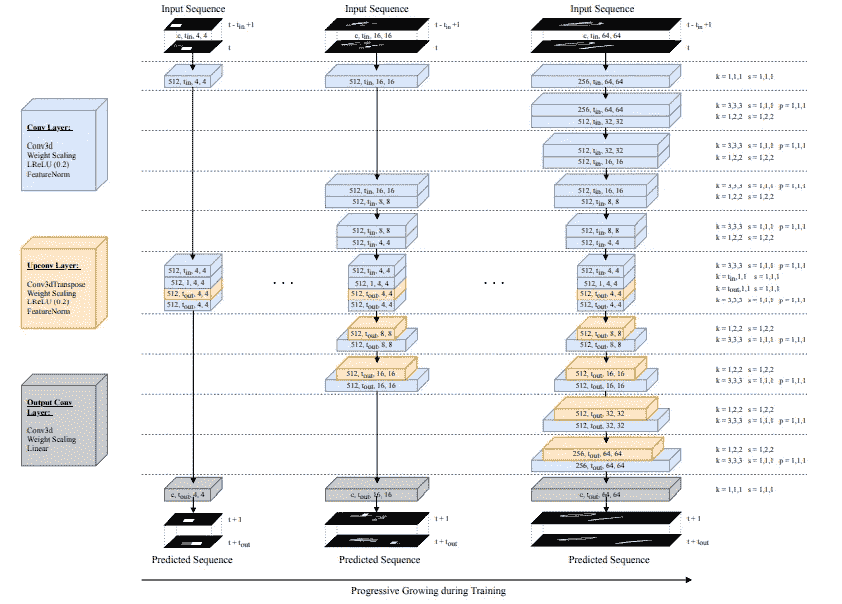 Input Sequence Input Sequence Input Sequence
t - tin +1 t - tin +1 t - tin +1
c, tin, 4, 4 c, tin, 16, 16 c, tin, 64, 64
t t t
512, tin, 4, 4 512, tin, 16, 16 256, tin, 64, 64 k = 1,1,1 s = 1,1,1
256, tin, 64, 64 k = 3,3,3 s = 1,1,1 p = 1,1,1
512, tin, 32, 32 k = 1,2,2 s = 1,2,2
Conv Layer:
Conv3d
Weight Scaling
LReLU (0.2)
FeatureNorm
512, tin, 32, 32 k = 3,3,3 s = 1,1,1 p = 1,1,1
512, tin, 16, 16 k = 1,2,2 s = 1,2,2
512, tin, 16, 16 512, tin, 16, 16 k = 3,3,3 s = 1,1,1 p = 1,1,1
512, tin, 8, 8 512, tin, 8, 8 k = 1,2,2 s = 1,2,2
512, tin, 8, 8 512, tin, 8, 8 k = 3,3,3 s = 1,1,1 p = 1,1,1
512, tin, 4, 4 512, tin, 4, 4 k = 1,2,2 s = 1,2,2
Upconv Layer:
Conv3dTranspose
Weight Scaling
LReLU (0.2)
FeatureNorm
512, tin, 4, 4 512, tin, 4, 4 512, tin, 4, 4 k = 3,3,3 s = 1,1,1 p = 1,1,1
512, 1, 4, 4 512, 1, 4, 4 512, 1, 4, 4 k = tin,1,1 s = 1,1,1
512, tout, 4, 4 . . . 512, tout, 4, 4 . . . 512, tout, 4, 4 k = tout,1,1 s = 1,1,1
512, tout, 4, 4 512, tout, 4, 4 512, tout, 4, 4 k = 3,3,3 s = 1,1,1 p = 1,1,1
512, tout, 8, 8 512, tout, 8, 8 k = 1,2,2 s = 1,2,2
512, tout, 8, 8 512, tout, 8, 8 k = 3,3,3 s = 1,1,1 p = 1,1,1
512, tout, 16, 16 512, tout, 16, 16 k = 1,2,2 s = 1,2,2
512, tout, 16, 16 512, tout, 16, 16 k = 3,3,3 s = 1,1,1 p = 1,1,1
Output Conv
Layer:
Conv3d
Weight Scaling
Linear
512, tout, 32, 32 k = 1,2,2 s = 1,2,2
512, tout, 32, 32 k = 3,3,3 s = 1,1,1 p = 1,1,1
256, tout, 64, 64 k = 1,2,2 s = 1,2,2
256, tout, 64, 64 k = 3,3,3 s = 1,1,1 p = 1,1,1
c, tout, 4, 4 c, tout, 16, 16 c, tout, 64, 64 k = 1,1,1 s = 1,1,1
t + 1 t + 1 t + 1
t + tout t + tout t + tout
Predicted Sequence Predicted Sequence Predicted Sequence
Progressive Growing during Training